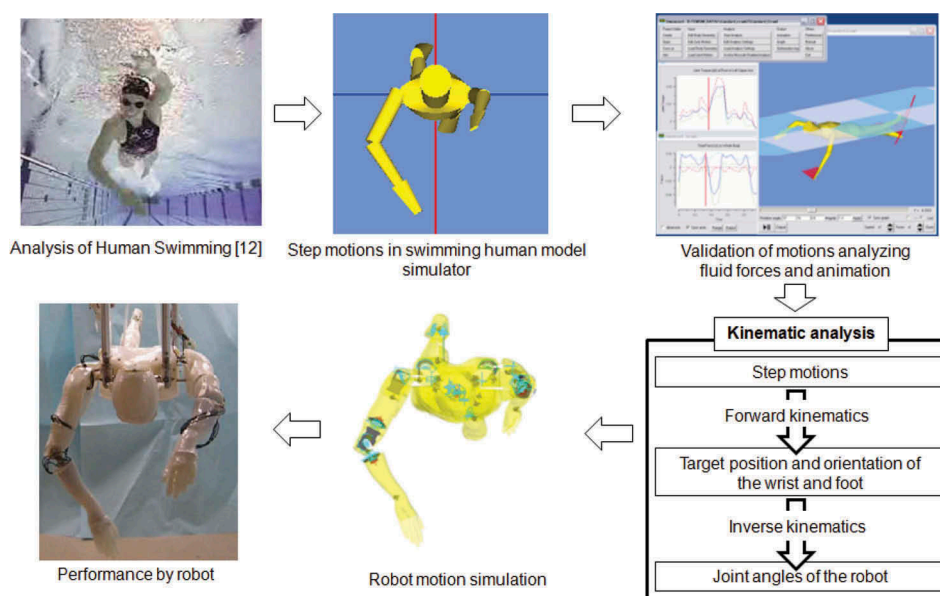 Analysis of Human Swimming [12]
Step motions in swimming human model
simulator
Validation of motions analyzing
fluid forces and animation
Kinematic analysis
Step motions
Forward kinematics
Target position and orientation of
the wrist and foot
Inverse kinematics
Joint angles of the robot
Robot motion simulation
Performance by robot